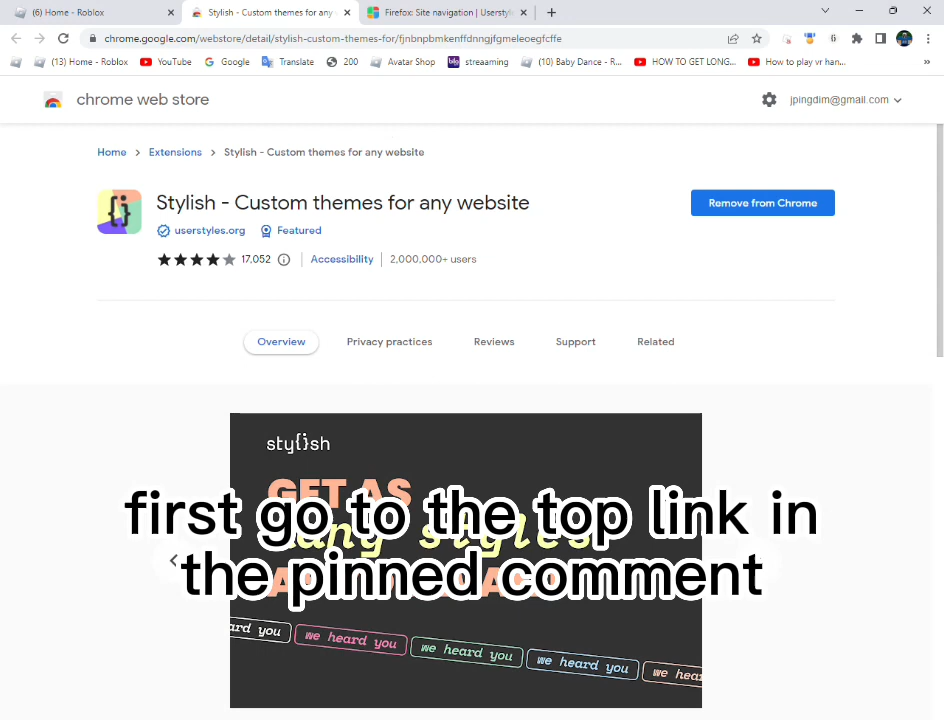 (6) Home - Roblox
Stylish - Custom themes for any
Firefox: Site navigation | Userstyl
chrome.google.com/webstore/detail/stylish-custom-themes-for/fjnbnpbmkenffdnngjfgmeleoegfcffe
(13) Home - Roblox YouTube Google Translate 200 Avatar Shop streeaming (10) Baby Dance - R... HOW TO GET LONG... How to play vr han... »
chrome web store
jpingdim@gmail.com
Home > Extensions > Stylish - Custom themes for any website
Stylish - Custom themes for any website
Remove from Chrome
userstyles.org Featured
17,052 Accessibility 2,000,000+ users
Overview Privacy practices Reviews Support Related
styl{i}sh
GET AS
first go to the top link in
many styles
the pinned comment
ard you we heard you we heard you we heard you we hea